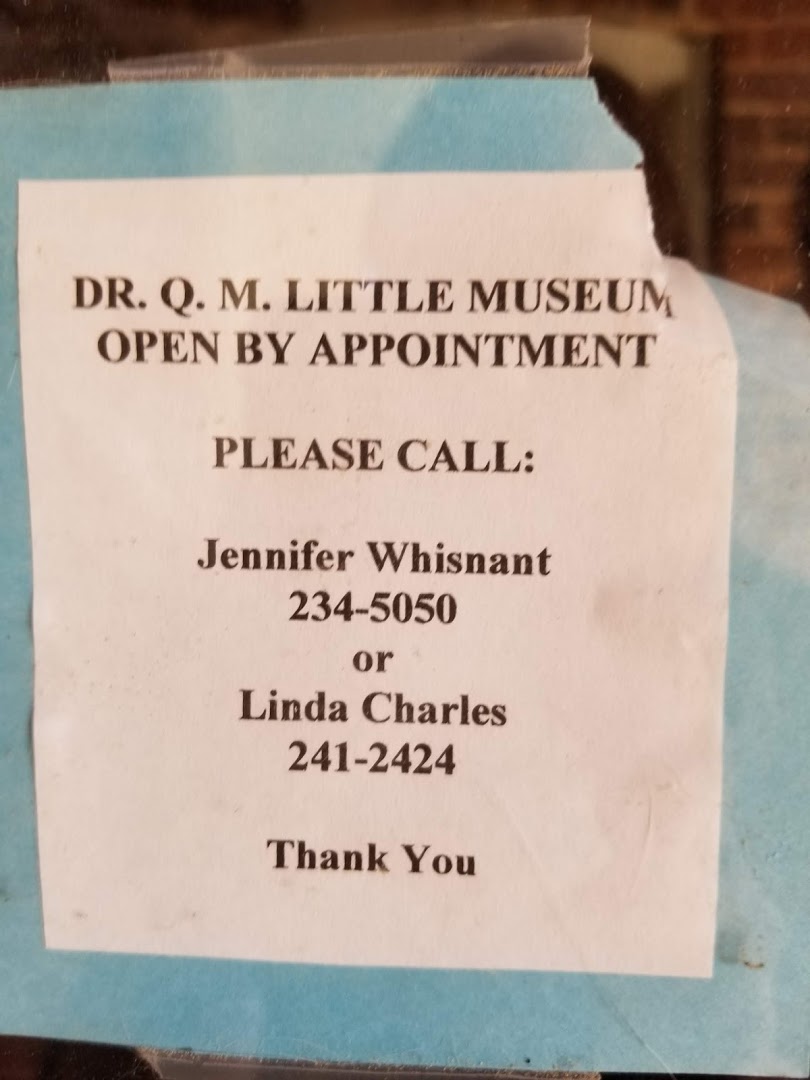 DR. Q. M. LITTLE MUSEUM
OPEN BY APPOINTMENT
PLEASE CALL:
Jennifer Whisnant
234-5050
or
Linda Charles
241-2424
Thank You